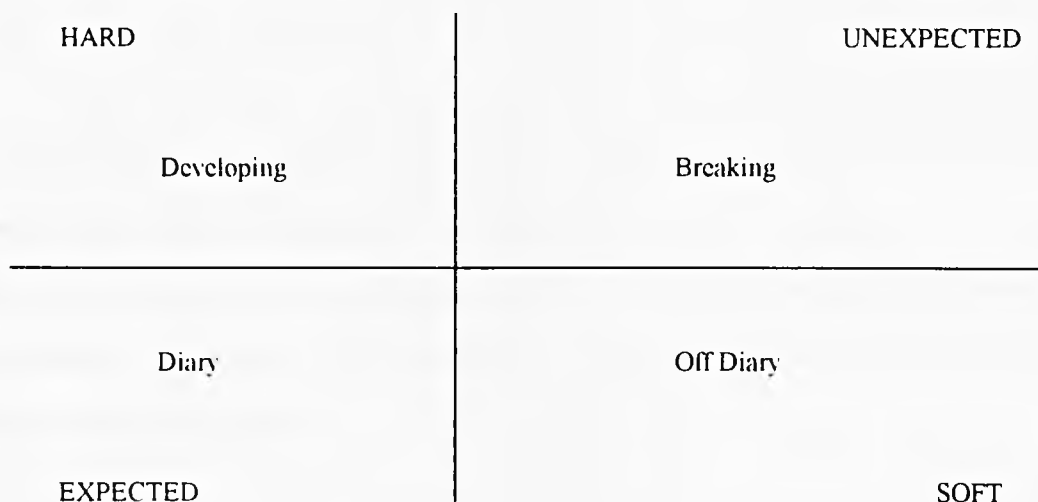 HARD UNEXPECTED
Developing Breaking
Diary Off Diary
EXPECTED SOFT